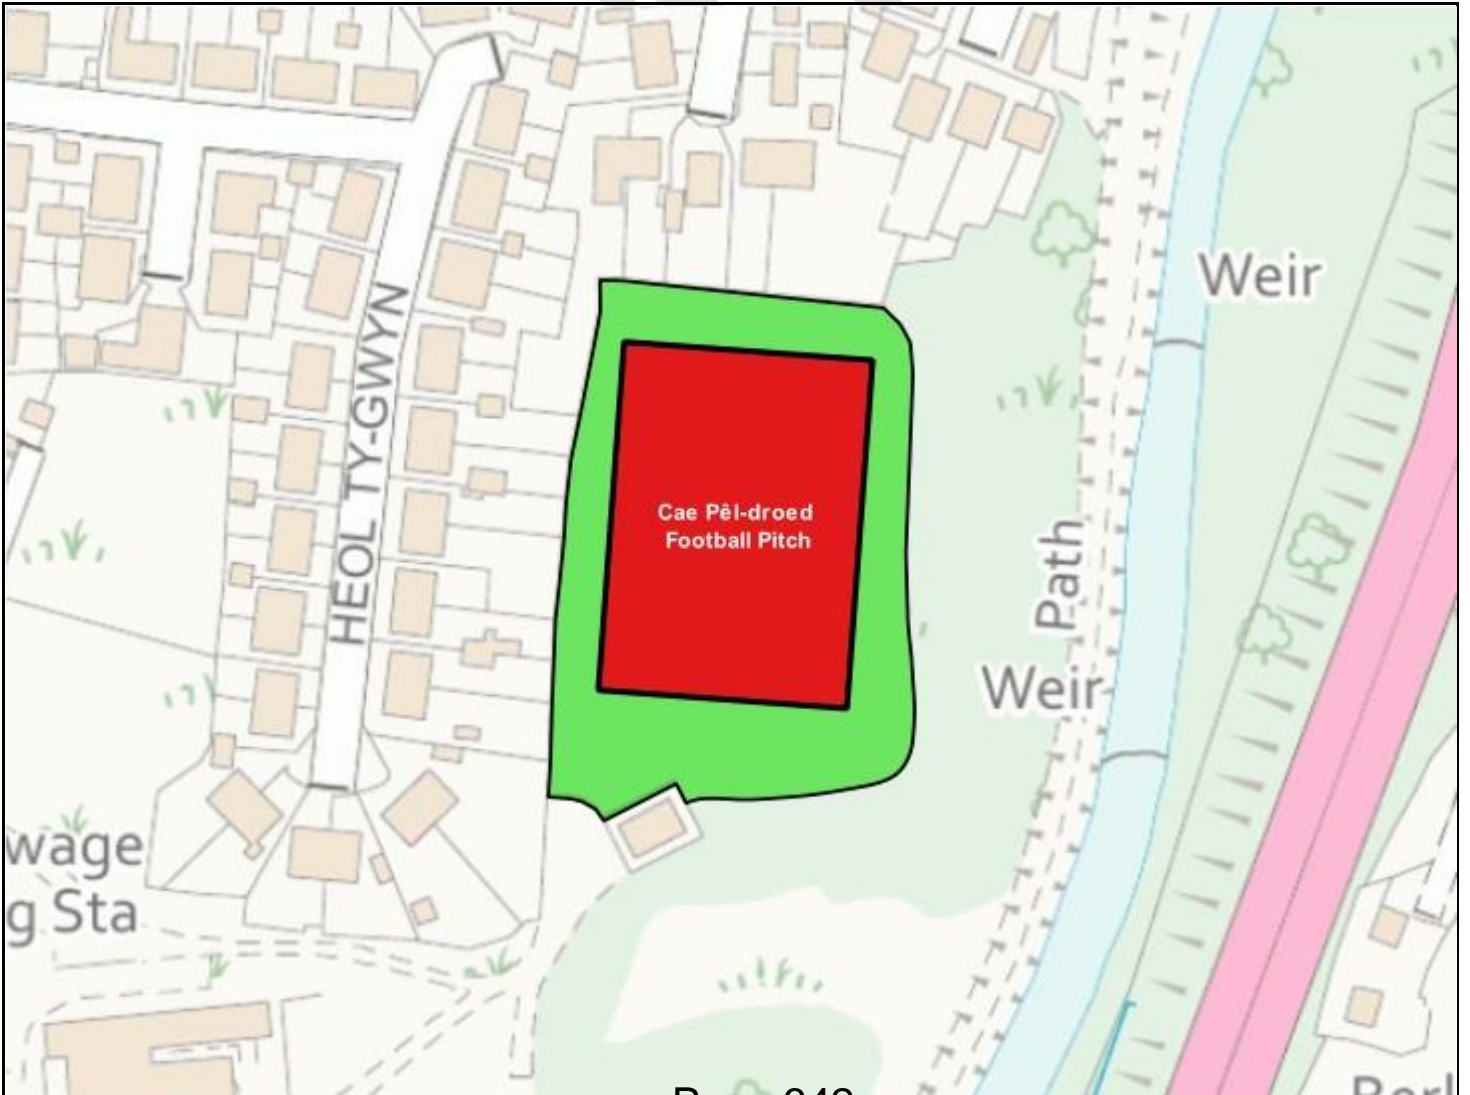 Weir
HEOL TY-GWYN
Cae Pêl-droed
Football Pitch
Path
Weir
wage
g Sta